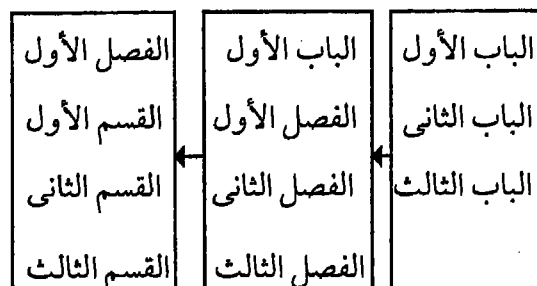 الباب الأول
الباب الثانى
الباب الثالث
الباب الأول
الفصل الأول
الفصل الثانى
الفصل الثالث
الفصل الأول
القسم الأول
القسم الثانى
القسم الثالث